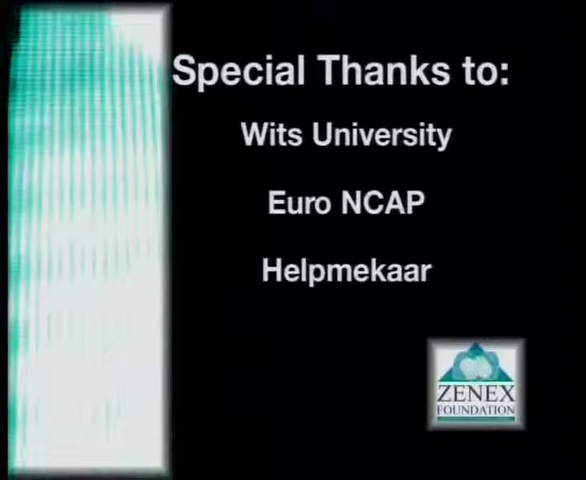 Special Thanks to:
Wits University
Euro NCAP
Helpmekaar
ZENEX
FOUNDATION